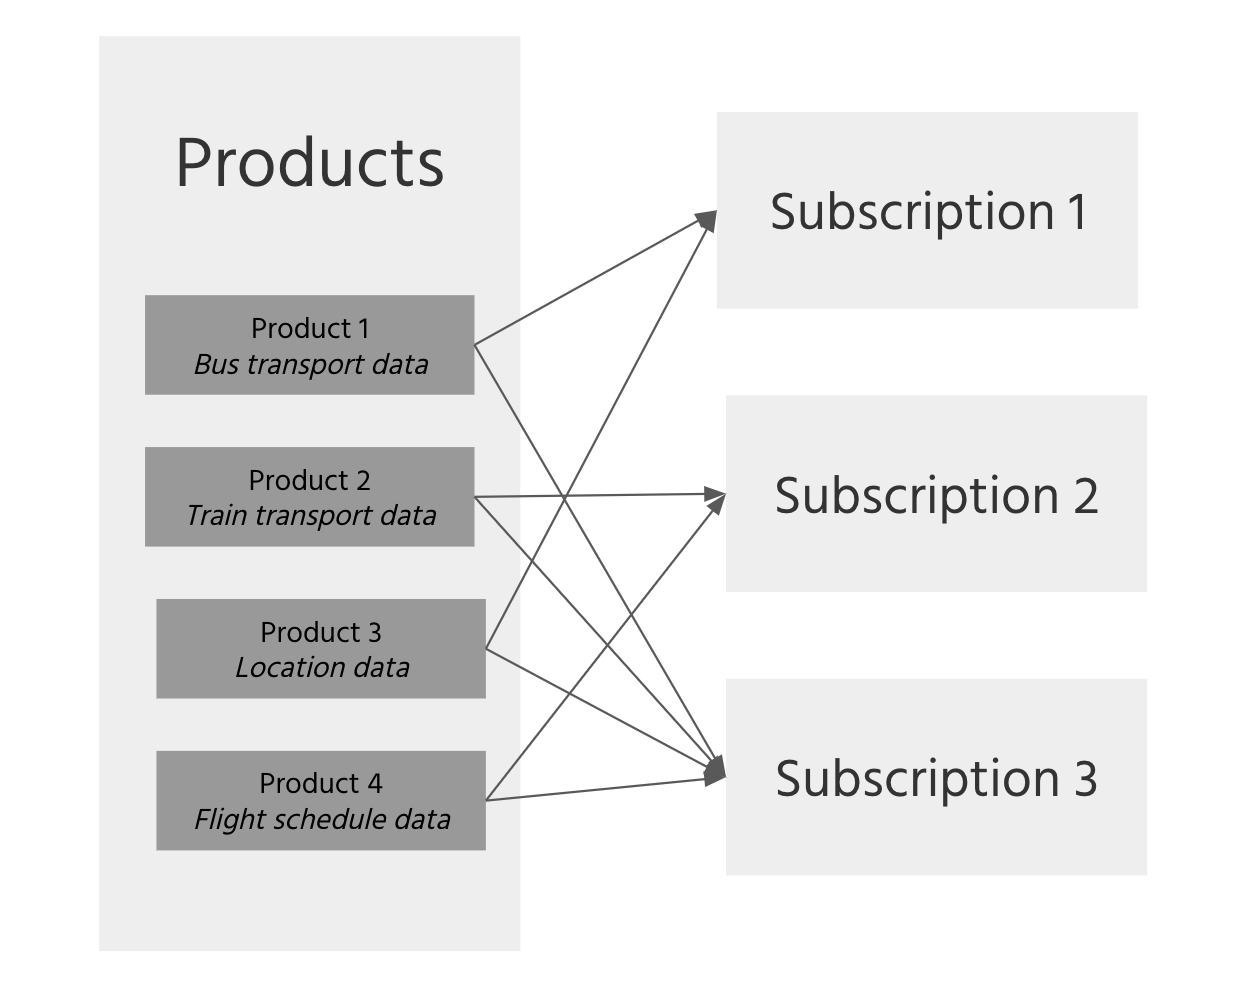 Products
Product 1
Bus transport data
Product 2
Train transport data
Product 3
Location data
Product 4
Flight schedule data
Subscription 1
Subscription 2
Subscription 3